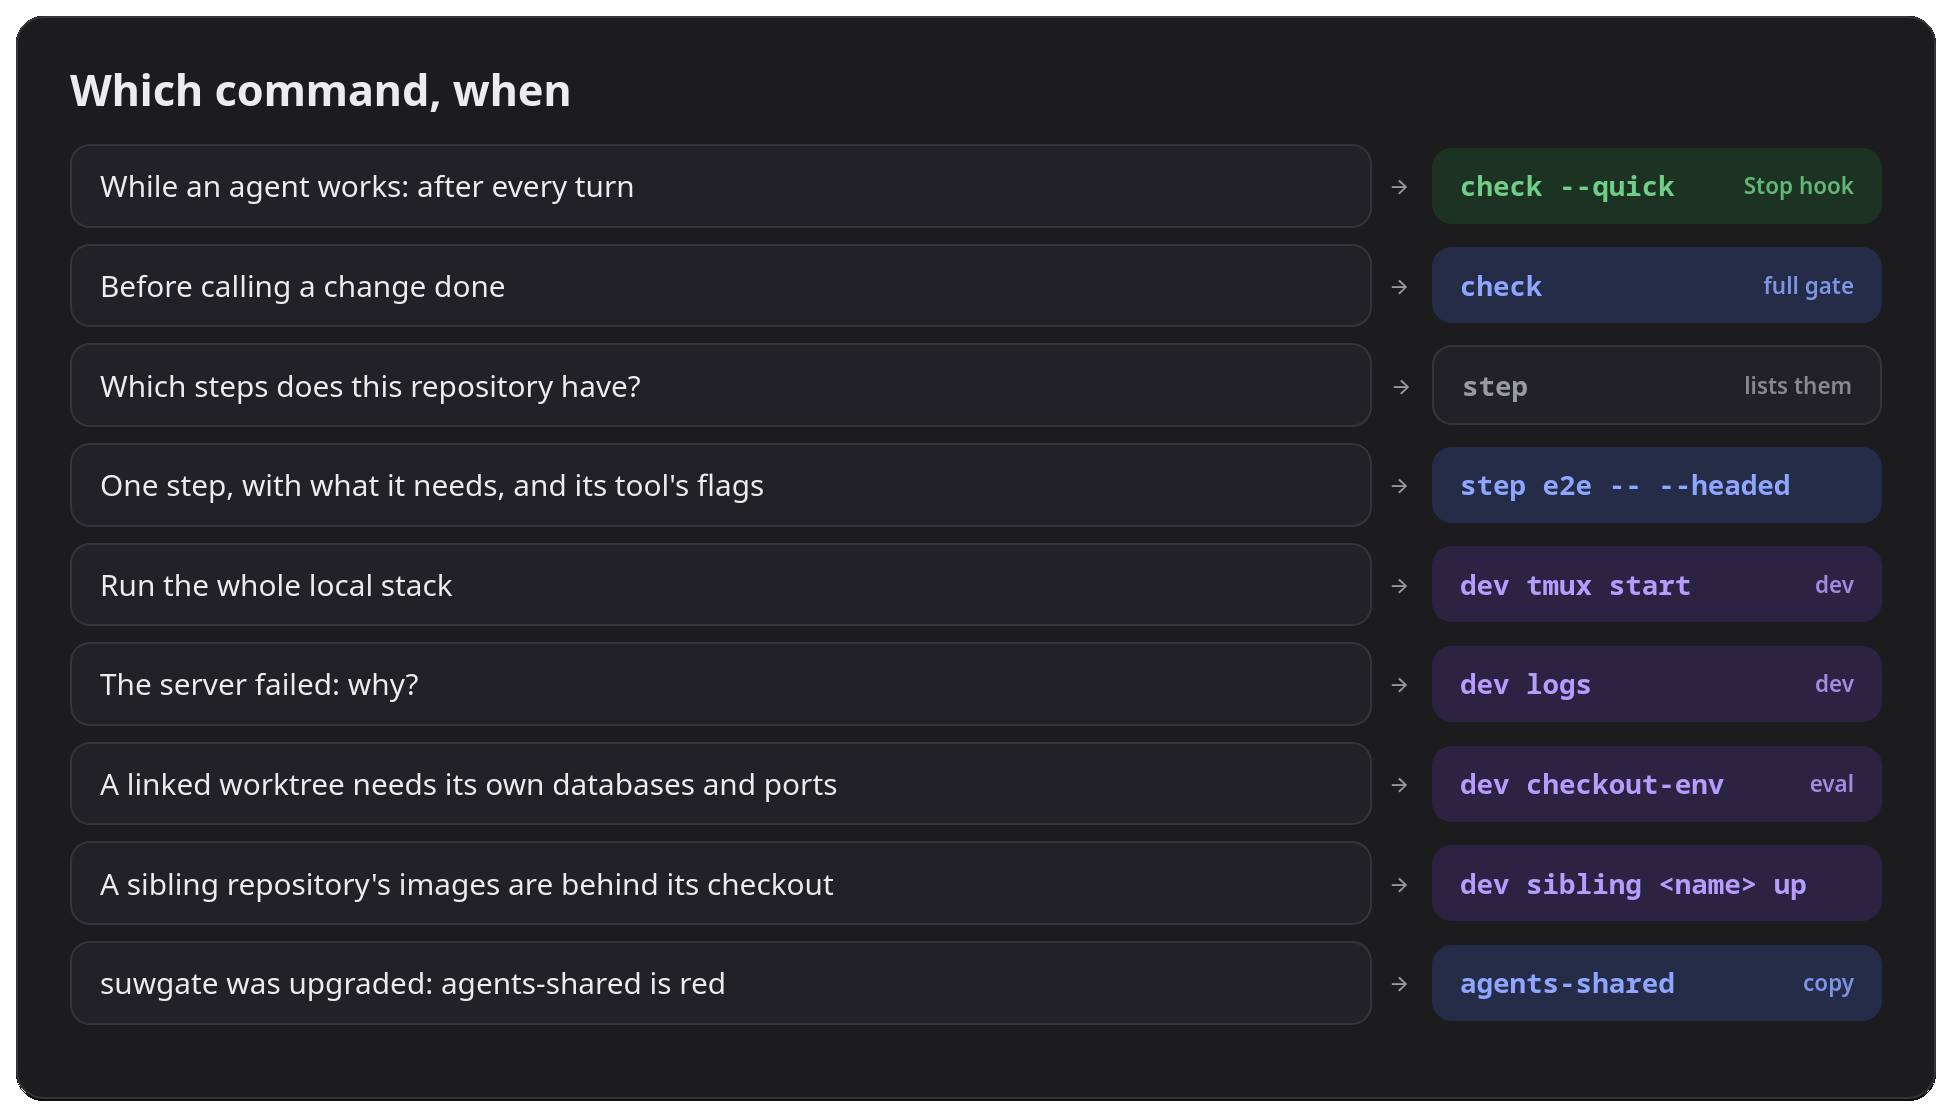 Which command, when
While an agent works: after every turn → check --quick Stop hook
Before calling a change done → check full gate
Which steps does this repository have? → step lists them
One step, with what it needs, and its tool's flags → step e2e -- --headed
Run the whole local stack → dev tmux start dev
The server failed: why? → dev logs dev
A linked worktree needs its own databases and ports → dev checkout-env eval
A sibling repository's images are behind its checkout → dev sibling <name> up
suwgate was upgraded: agents-shared is red → agents-shared copy